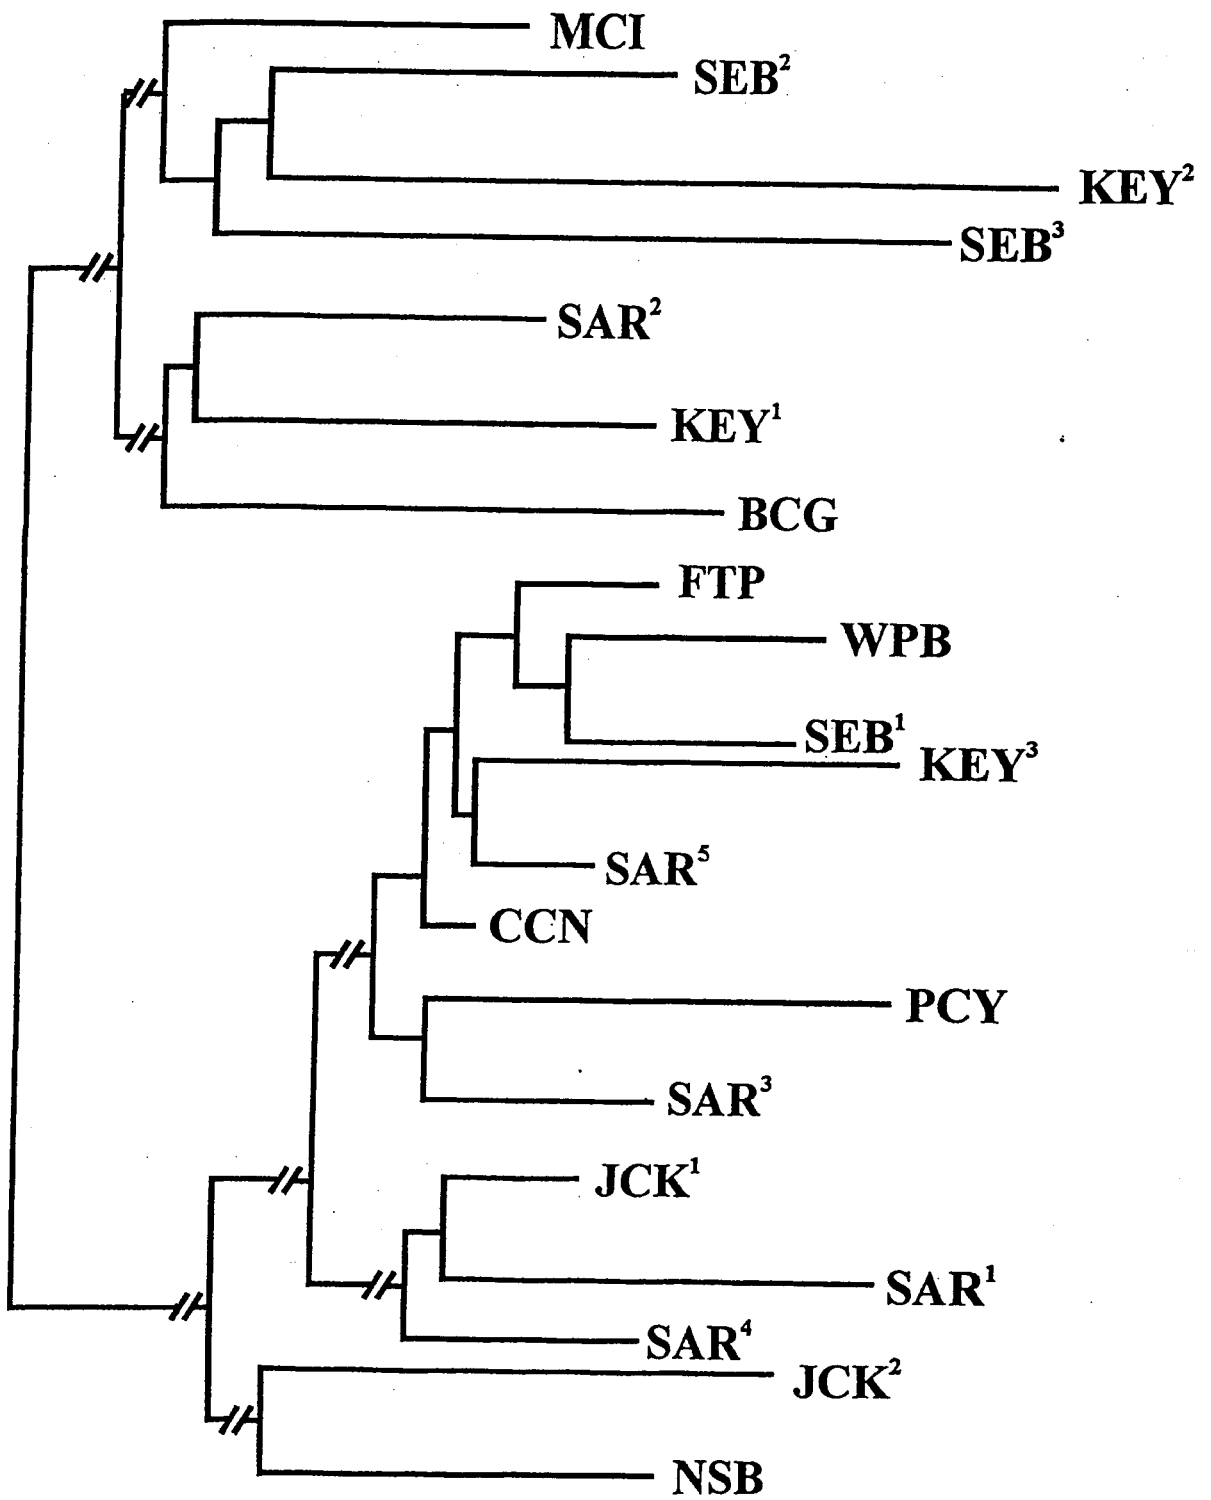 MCI
SEB²
KEY²
SEB³
SAR²
KEY¹
BCG
FTP
WPB
SEB¹
KEY³
SAR⁵
CCN
PCY
SAR³
JCK¹
SAR¹
SAR⁴
JCK²
NSB